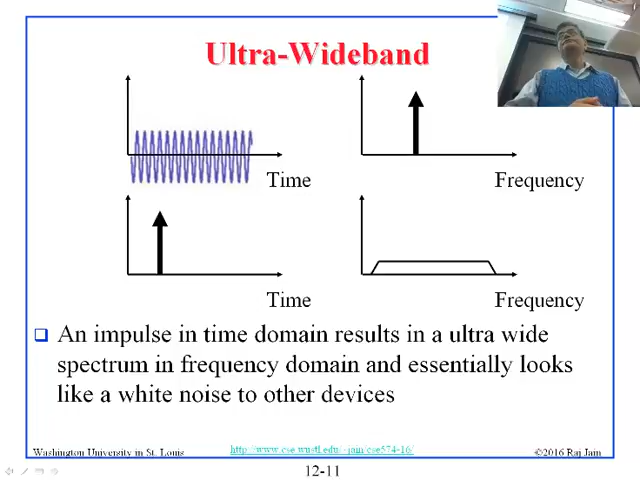 Ultra-Wideband
Time
Frequency
Time
Frequency
An impulse in time domain results in a ultra wide
spectrum in frequency domain and essentially looks
like a white noise to other devices
Washington University in St. Louis
http://www.cse.wustl.edu/~jain/cse574-16/
©2016 Raj Jain
12-11